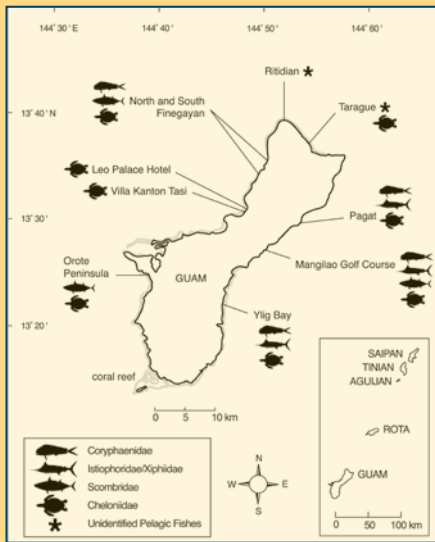 144° 30' E
144° 40'
144° 50'
144° 60'
Ritidian
13° 40' N
North and South
Finegayan
Tarague
Leo Palace Hotel
Villa Kanton Tasi
13° 30'
Pagat
Orote
Peninsula
GUAM
Mangilao Golf Course
13° 20'
Ylig Bay
coral reef
0 5 10 km
SAIPAN
TINIAN
AGUIJAN
ROTA
GUAM
0 50 100 km
Coryphaenidae
Istiophoridae/Xiphiidae
Scombridae
Cheloniidae
Unidentified Pelagic Fishes
N
W E
S